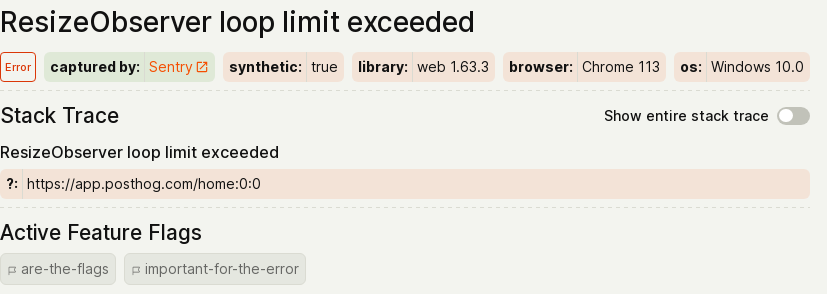 ResizeObserver loop limit exceeded
Error captured by: Sentry synthetic: true library: web 1.63.3 browser: Chrome 113 os: Windows 10.0
Stack Trace Show entire stack trace
ResizeObserver loop limit exceeded
?: https://app.posthog.com/home:0:0
Active Feature Flags
are-the-flags important-for-the-error